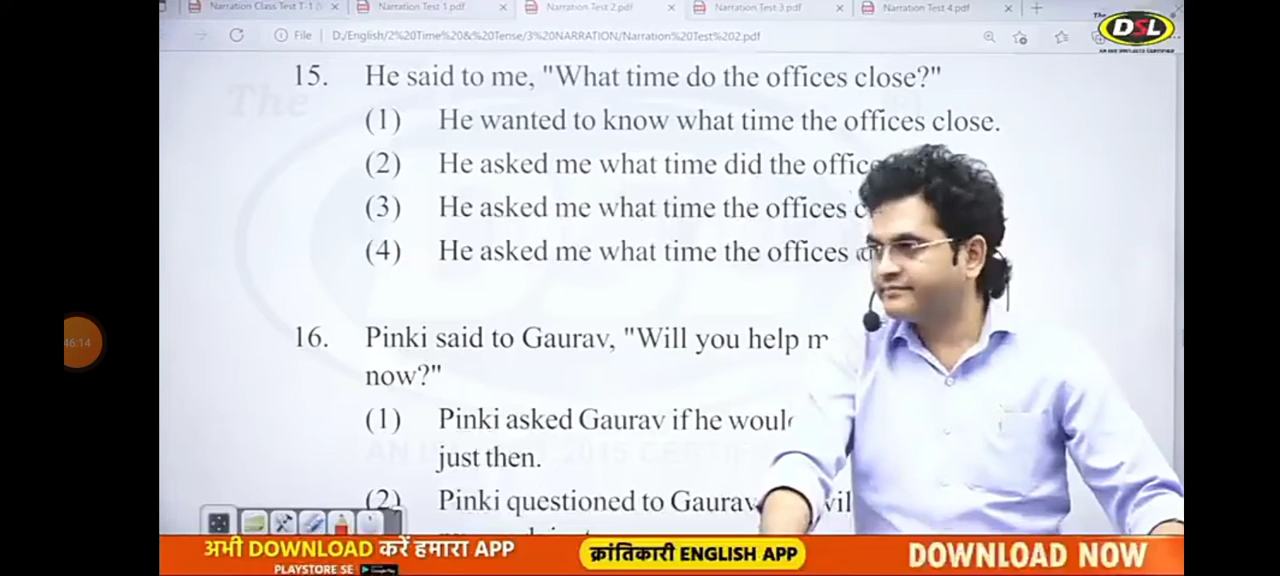 Narration Class Test T-1
Narration Test 1.pdf
Narration Test 2.pdf
Narration Test 3.pdf
Narration Test 4.pdf
File
D:/English/2%20Time%20&%20Tense/3%20NARRATION/Narration%20Test%202.pdf
The
DSL
15. He said to me, "What time do the offices close?"
(1) He wanted to know what time the offices close.
(2) He asked me what time did the
(3) He asked me what time the offices
(4) He asked me what time the offices
46:14
16. Pinki said to Gaurav, "Will you help
now?"
(1) Pinki asked Gaurav if he
just then.
(2) Pinki questioned to Gaurav
अभी DOWNLOAD करें हमारा APP
PLAYSTORE SE
क्रांतिकारी ENGLISH APP
DOWNLOAD NOW